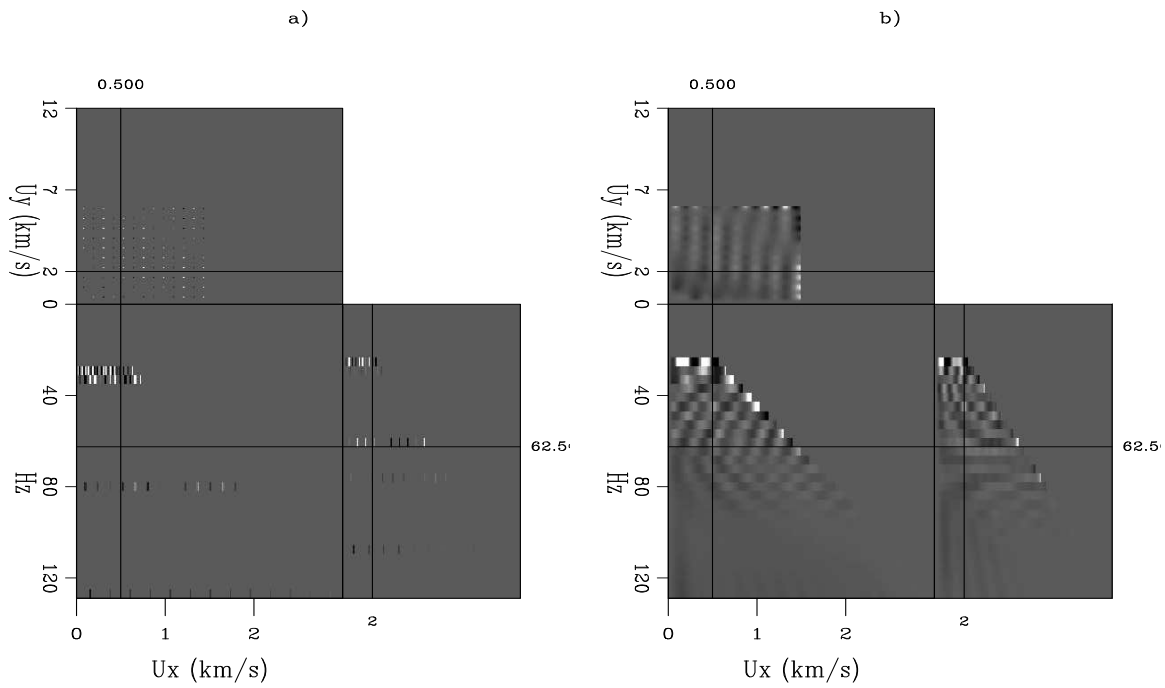 a) b)
0.500 0.500
12 12
7 7
Uy (km/s) Uy (km/s)
2 2
0 0
40 40
62.5 62.5
Hz Hz
80 80
120 120
0 1 2 2 0 1 2 2
Ux (km/s) Ux (km/s)